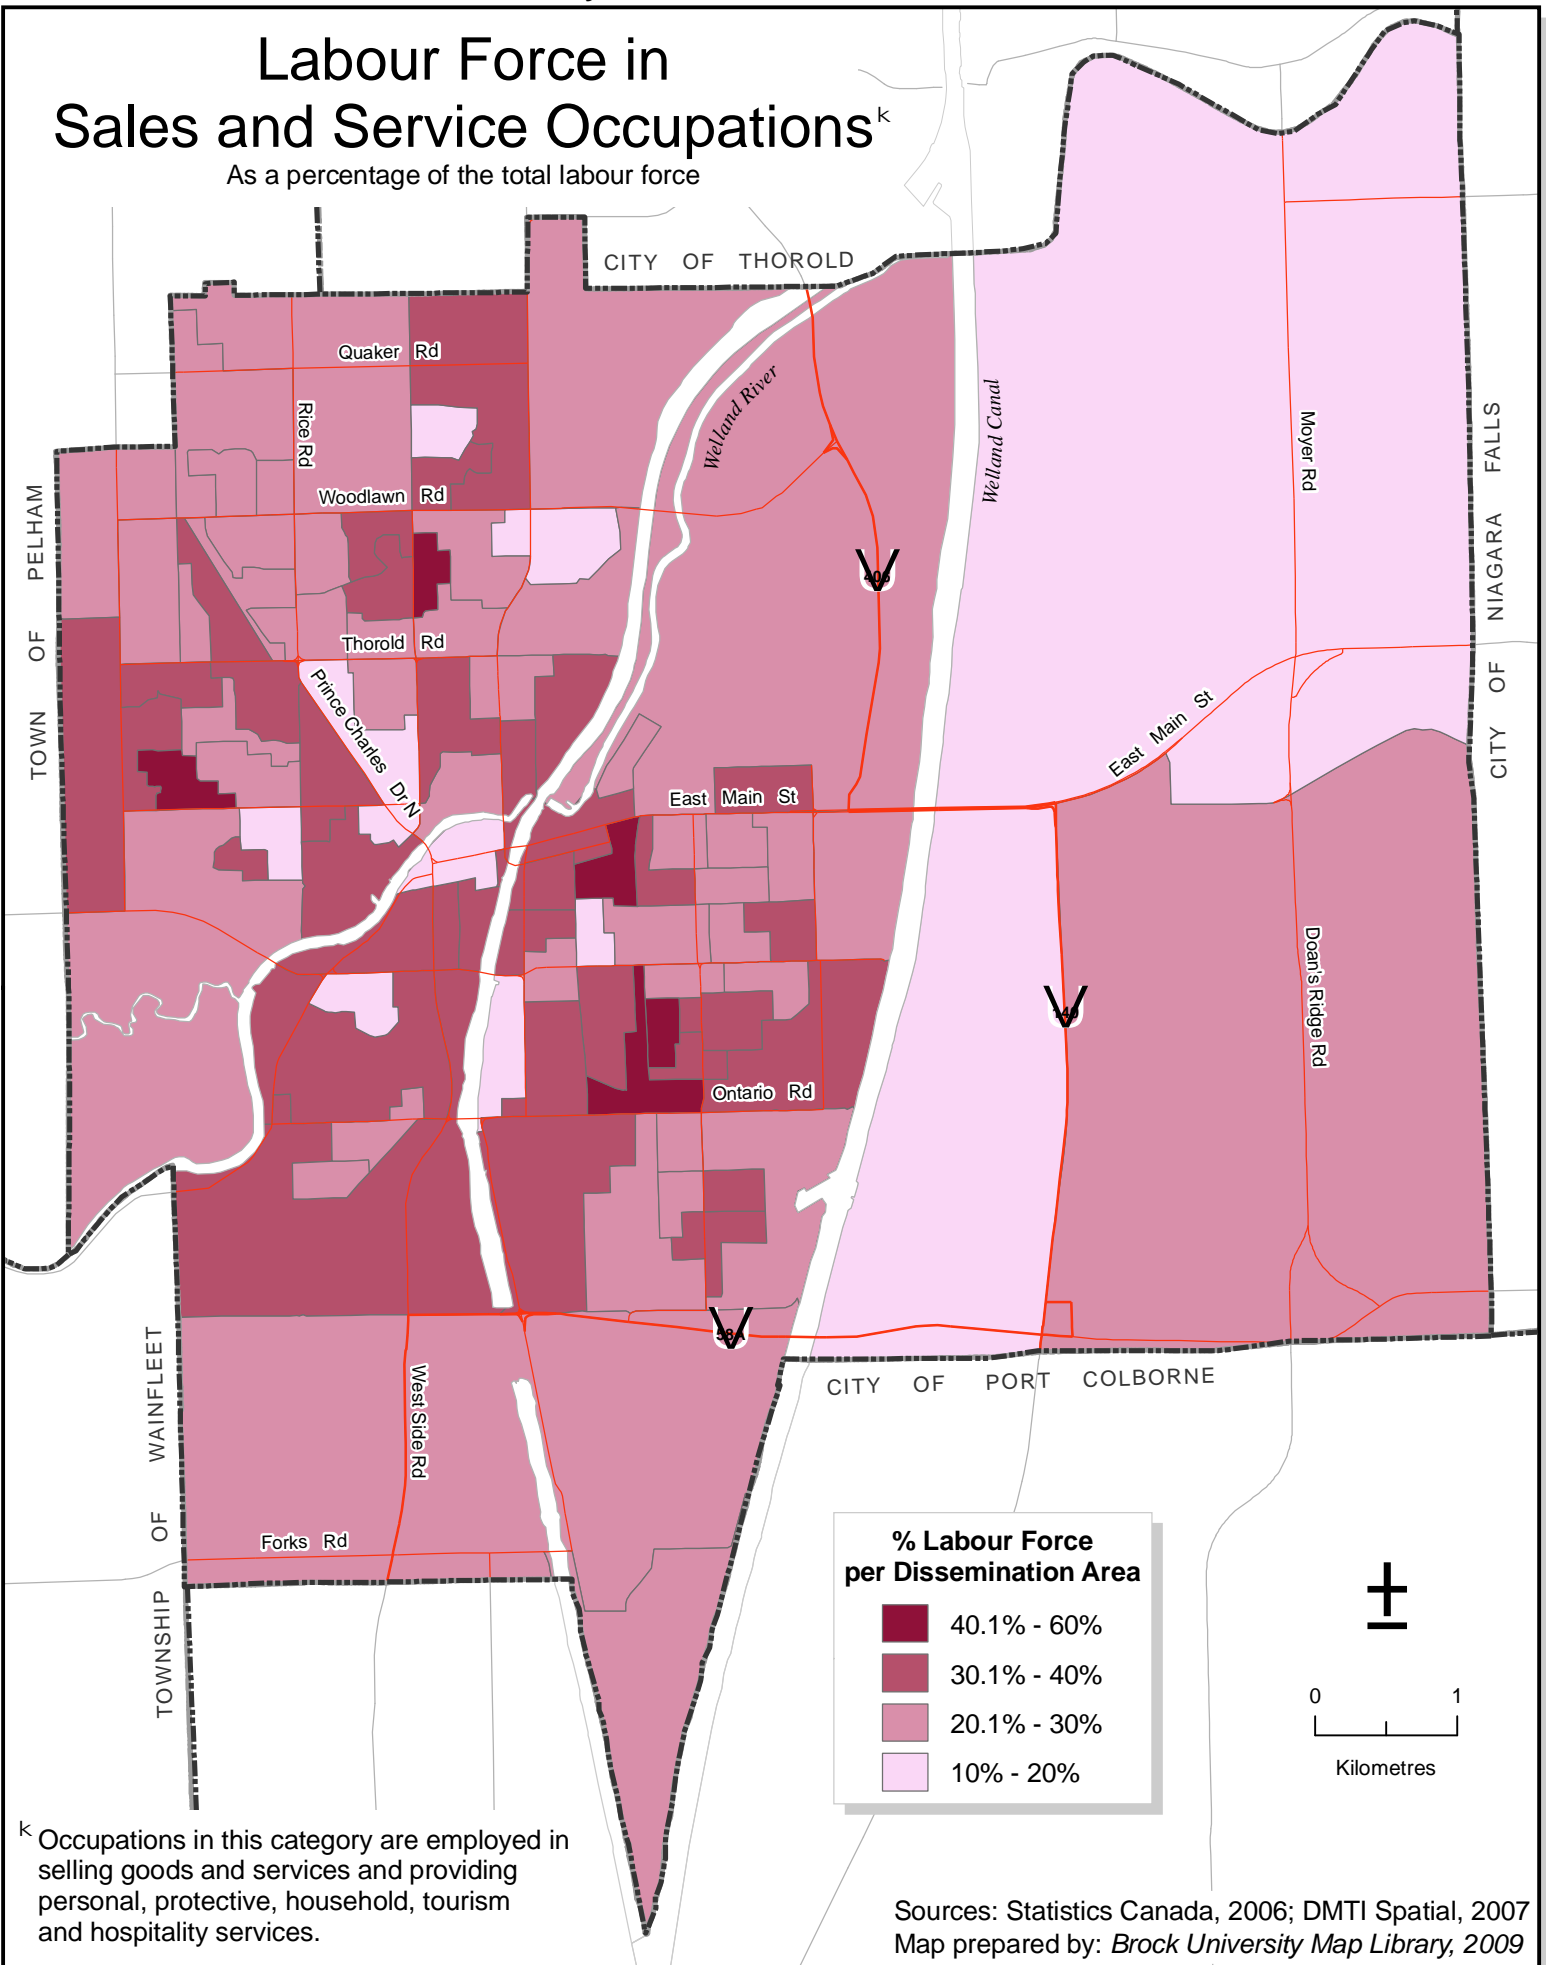 Labour Force in
Sales and Service Occupationsᵏ
As a percentage of the total labour force
CITY OF THOROLD
Quaker Rd
Rice Rd
Woodlawn Rd
Welland River
Welland Canal
Moyer Rd
CITY OF NIAGARA FALLS
TOWN OF PELHAM
406
Thorold Rd
Prince Charles Dr N
East Main St
East Main St
140
Doan's Ridge Rd
Ontario Rd
58A
CITY OF PORT COLBORNE
West Side Rd
TOWNSHIP OF WAINFLEET
Forks Rd
% Labour Force
per Dissemination Area
40.1% - 60%
30.1% - 40%
20.1% - 30%
10% - 20%
±
0 1
Kilometres
ᵏ Occupations in this category are employed in
selling goods and services and providing
personal, protective, household, tourism
and hospitality services.
Sources: Statistics Canada, 2006; DMTI Spatial, 2007
Map prepared by: Brock University Map Library, 2009